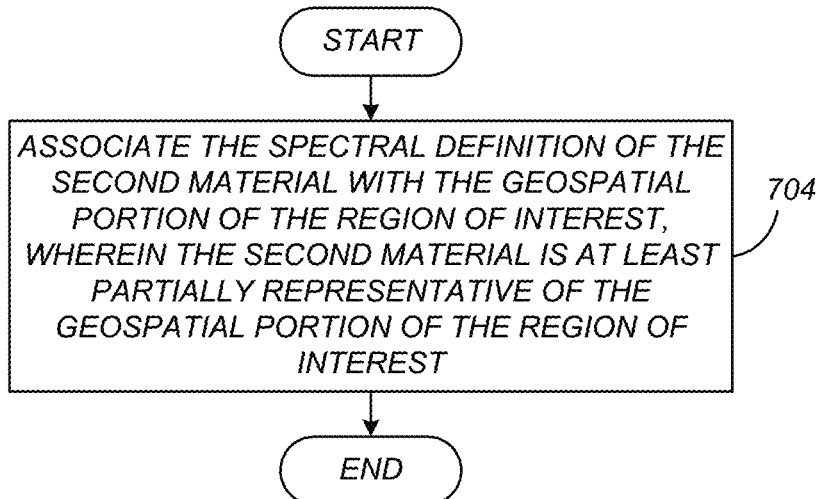 START
ASSOCIATE THE SPECTRAL DEFINITION OF THE
SECOND MATERIAL WITH THE GEOSPATIAL
PORTION OF THE REGION OF INTEREST,
WHEREIN THE SECOND MATERIAL IS AT LEAST
PARTIALLY REPRESENTATIVE OF THE
GEOSPATIAL PORTION OF THE REGION OF
INTEREST
704
END